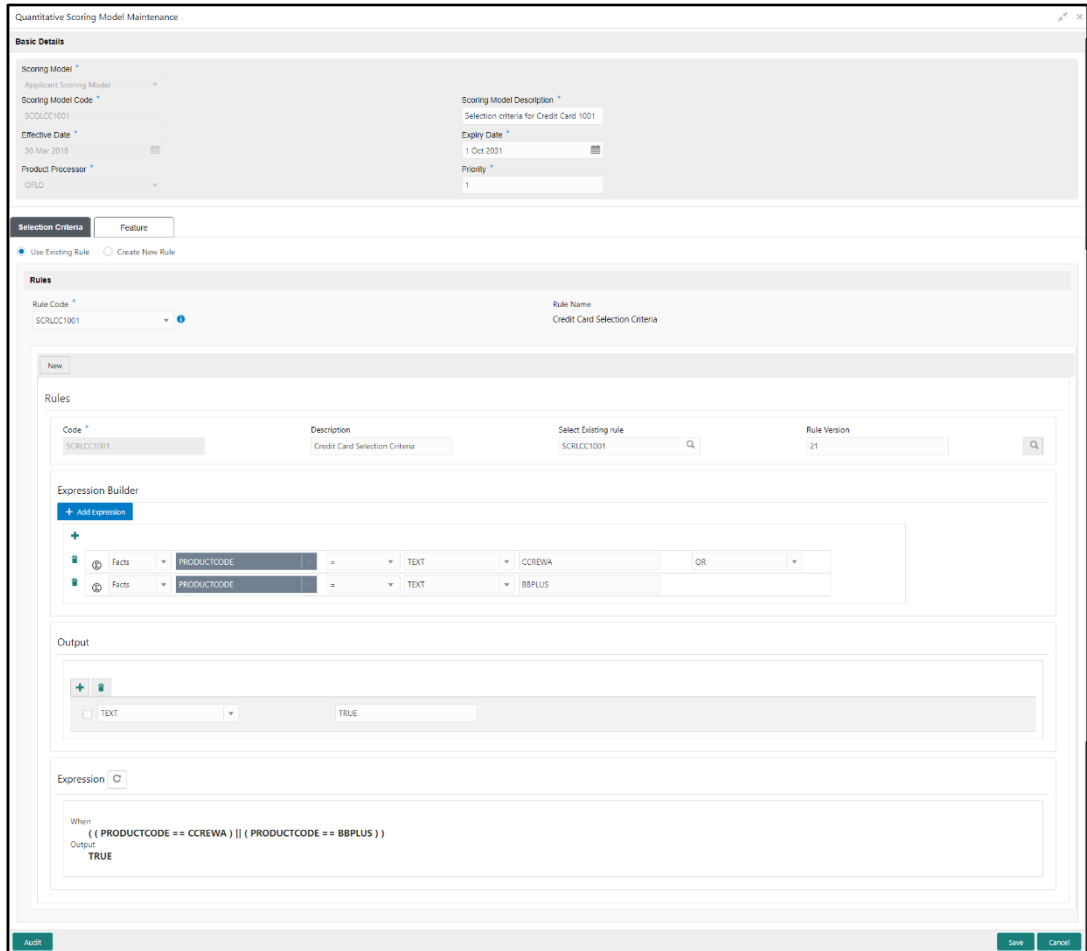 Quantitative Scoring Model Maintenance
Basic Details
Scoring Model *
Applicant Scoring Model
Scoring Model Code * Scoring Model Description *
SCQLCC1001 Selection criteria for Credit Card 1001
Effective Date * Expiry Date *
30 Mar 2018 1 Oct 2031
Product Processor * Priority *
OFLO 1
Selection Criteria Feature
Use Existing Rule Create New Rule
Rules
Rule Code * Rule Name
SCRLCC1001 Credit Card Selection Criteria
New
Rules
Code * Description Select Existing rule Rule Version
SCRLCC1001 Credit Card Selection Criteria SCRLCC1001 21
Expression Builder
+ Add Expression
+
Facts PRODUCTCODE = TEXT CCREWA OR
Facts PRODUCTCODE = TEXT BBPLUS
Output
+
TEXT TRUE
Expression
When
( ( PRODUCTCODE == CCREWA ) || ( PRODUCTCODE == BBPLUS ) )
Output
TRUE
Audit Save Cancel